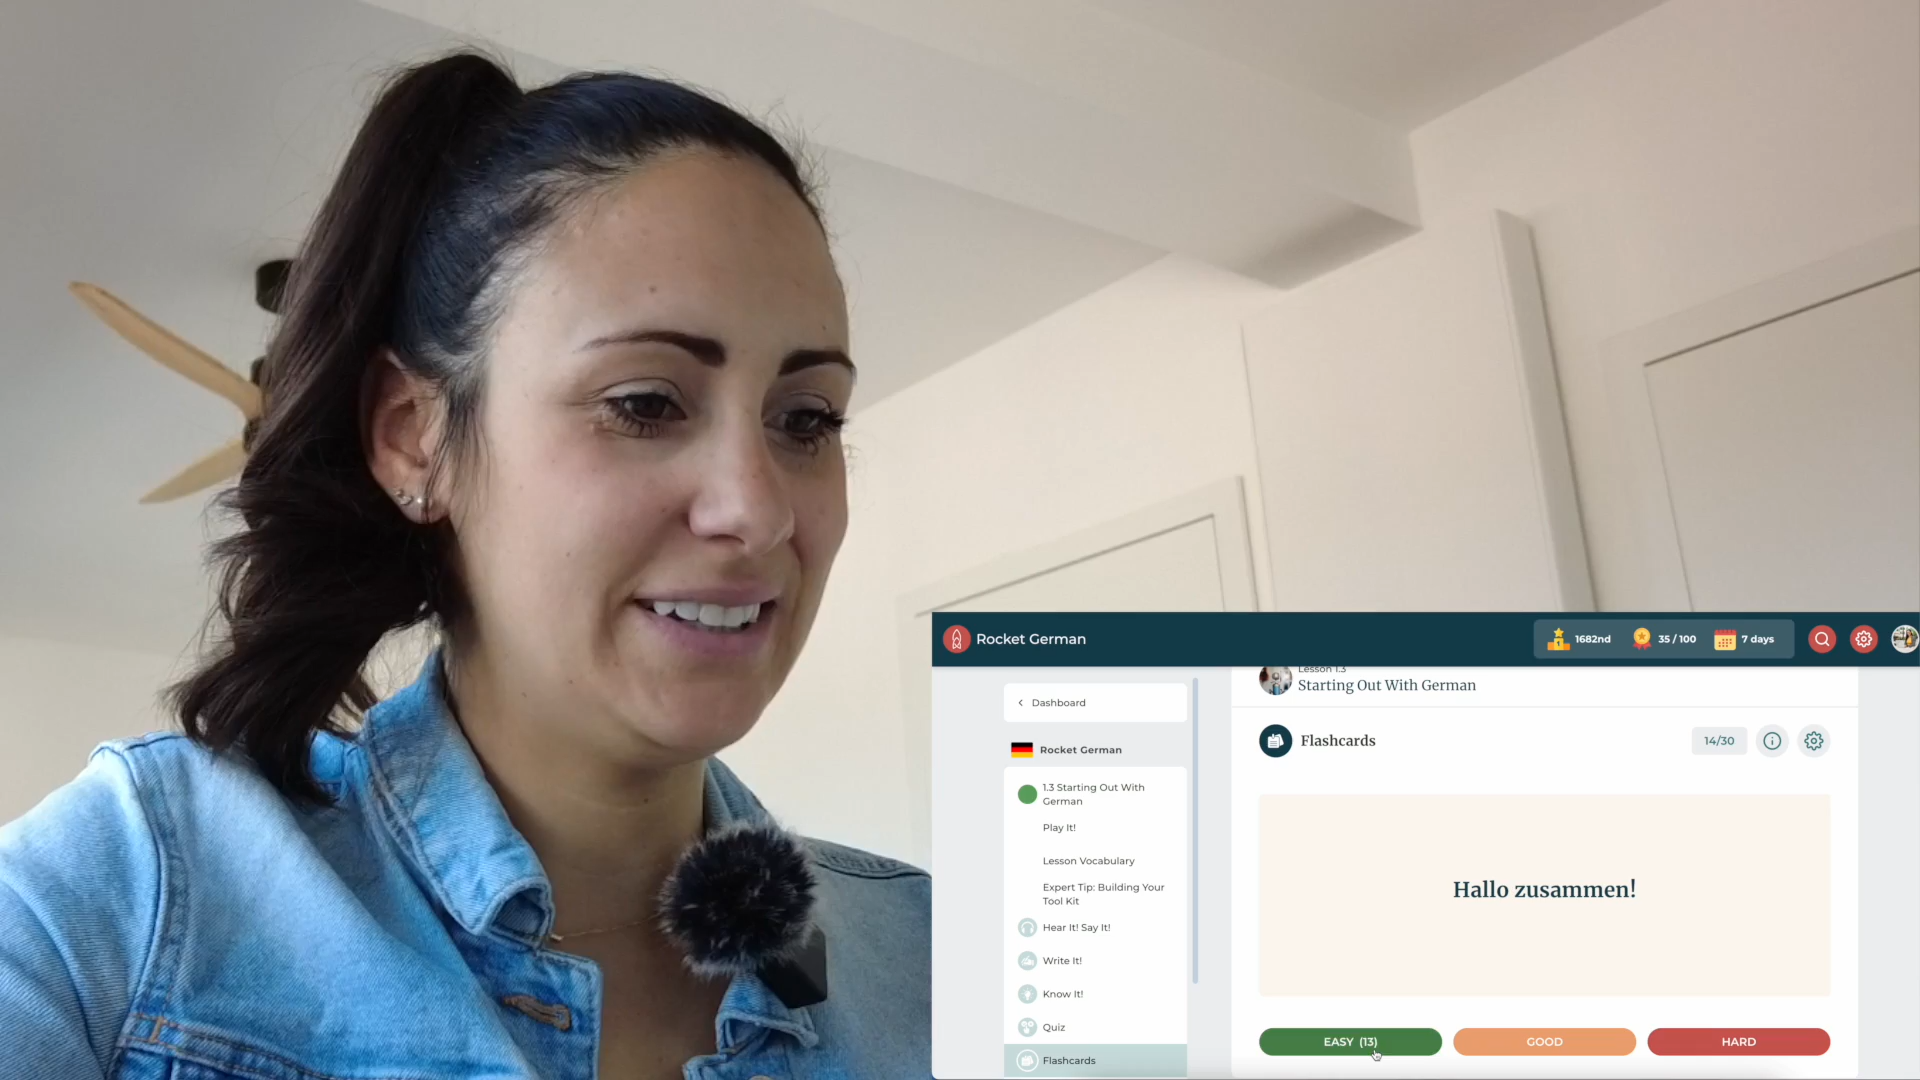 Rocket German
1682nd
35 / 100
7 days
Dashboard
Rocket German
1.3 Starting Out With
German
Play It!
Lesson Vocabulary
Expert Tip: Building Your
Tool Kit
Hear It! Say It!
Write It!
Know It!
Quiz
Flashcards
Lesson 1.3
Starting Out With German
Flashcards
14/30
Hallo zusammen!
EASY (13)
GOOD
HARD